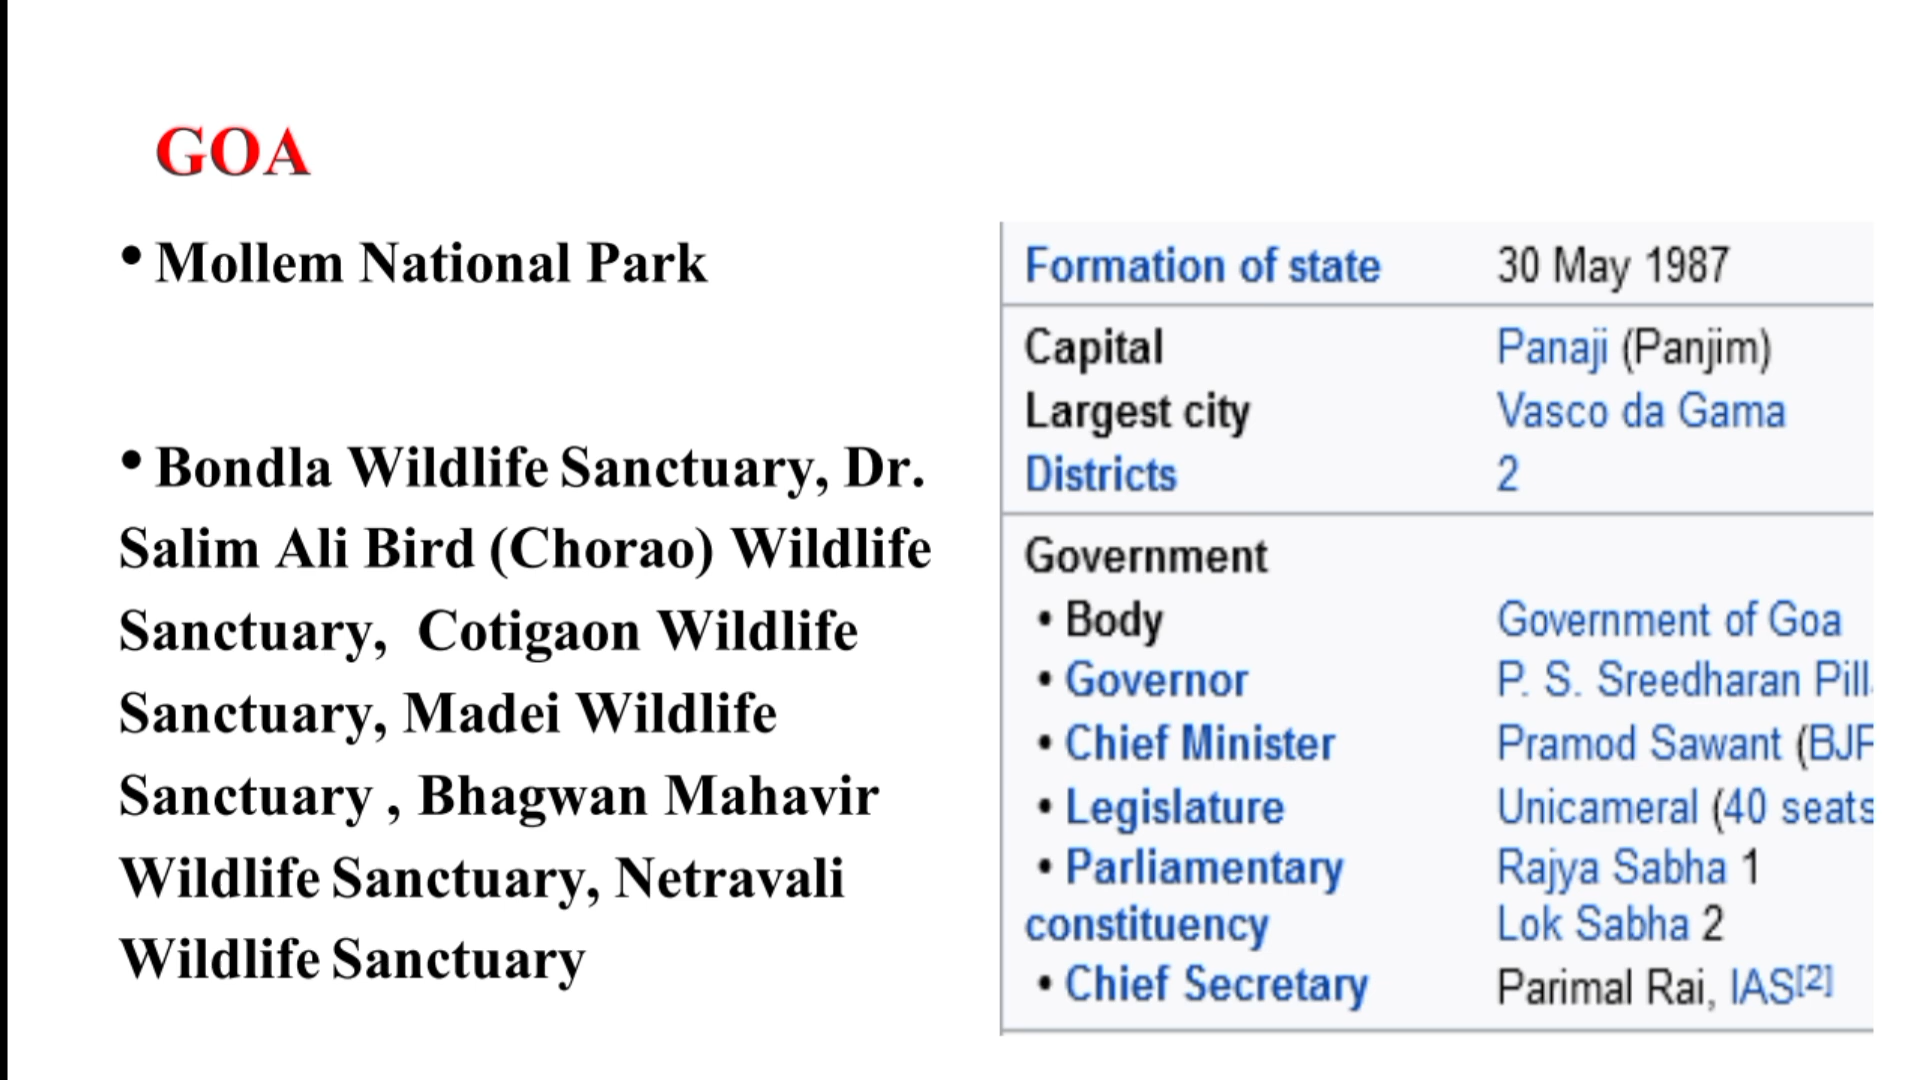 GOA
• Mollem National Park
• Bondla Wildlife Sanctuary, Dr.
Salim Ali Bird (Chorao) Wildlife
Sanctuary, Cotigaon Wildlife
Sanctuary, Madei Wildlife
Sanctuary , Bhagwan Mahavir
Wildlife Sanctuary, Netravali
Wildlife Sanctuary
Formation of state 30 May 1987
Capital Panaji (Panjim)
Largest city Vasco da Gama
Districts 2
Government
• Body Government of Goa
• Governor P. S. Sreedharan Pill
• Chief Minister Pramod Sawant (BJP
• Legislature Unicameral (40 seats
• Parliamentary Rajya Sabha 1
constituency Lok Sabha 2
• Chief Secretary Parimal Rai, IAS[2]